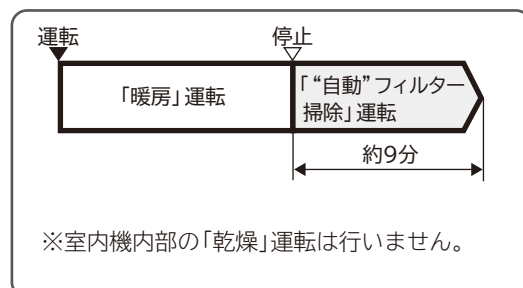 運転
停止
「暖房」運転
「“自動”フィルター
掃除」運転
約9分
※室内機内部の「乾燥」運転は行いません。